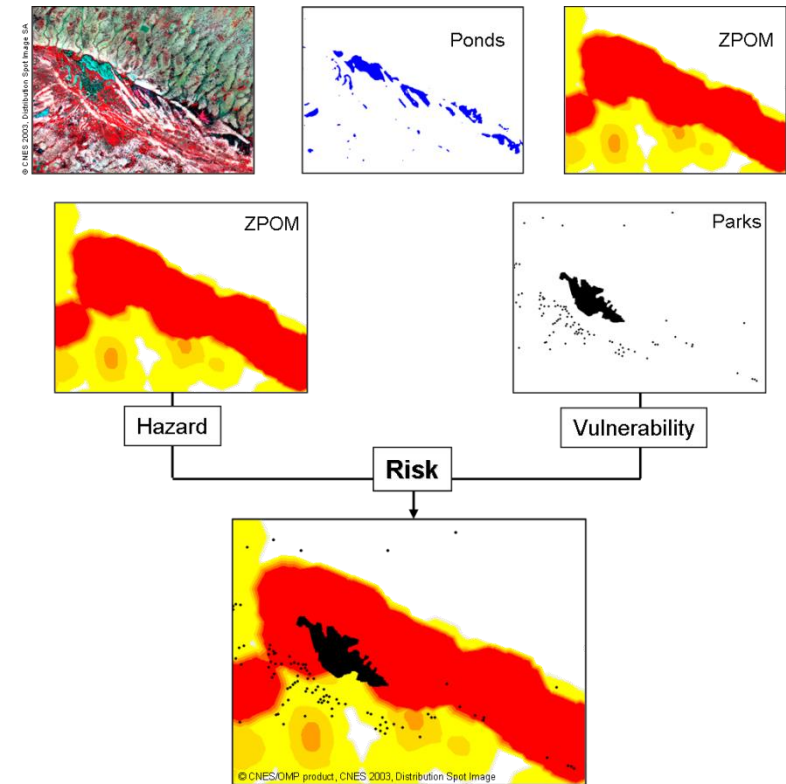 © CNES 2003, Distribution Spot Image SA
Ponds
ZPOM
ZPOM
Parks
Hazard
Vulnerability
Risk
© CNES/OMP product, CNES 2003, Distribution Spot Image